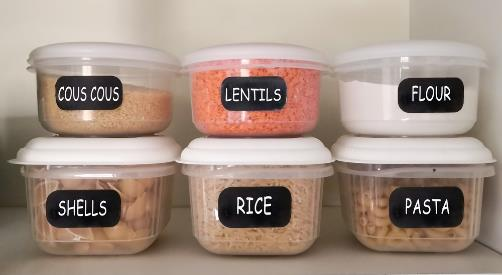 COUS COUS
LENTILS
FLOUR
SHELLS
RICE
PASTA